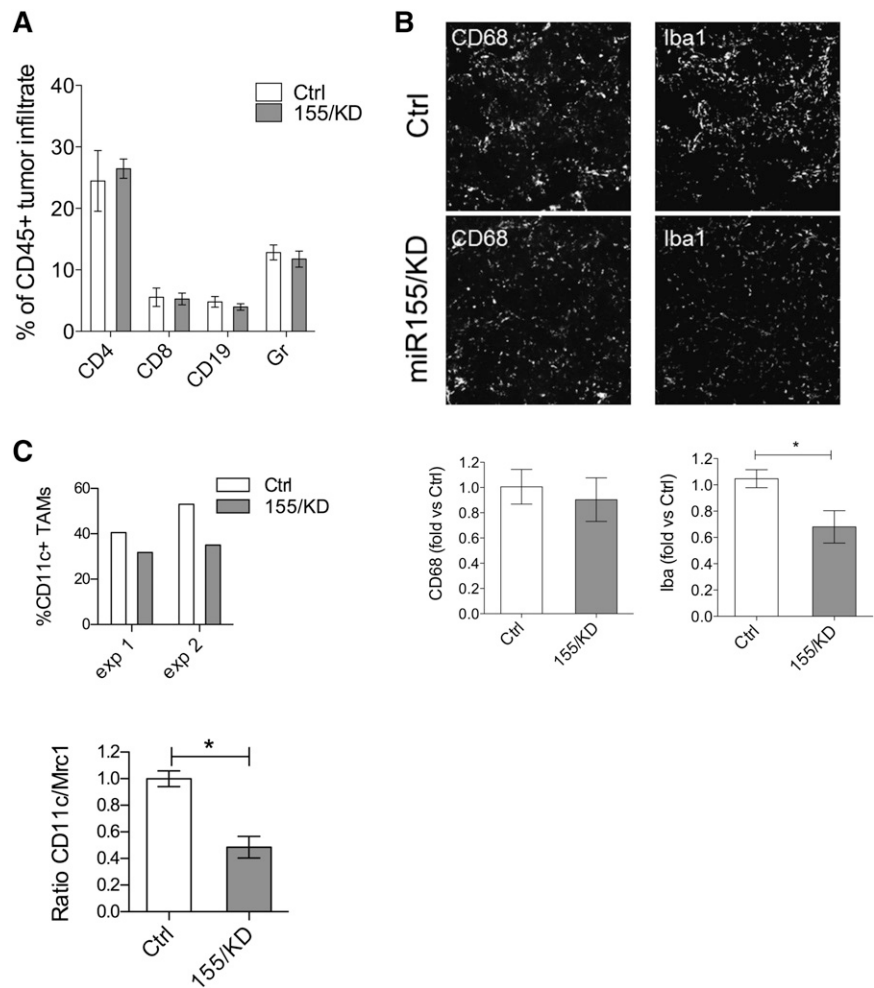 A
% of CD45+ tumor infiltrate
40
30
20
10
0
Ctrl
155/KD
CD4
CD8
CD19
Gr
B
Ctrl
CD68
Iba1
miR155/KD
CD68
Iba1
CD68 (fold vs Ctrl)
1.2
1.0
0.8
0.6
0.4
0.2
0.0
Ctrl
155/KD
Iba (fold vs Ctrl)
1.2
1.0
0.8
0.6
0.4
0.2
0.0
*
Ctrl
155/KD
C
%CD11c+ TAMs
60
40
20
0
Ctrl
155/KD
exp 1
exp 2
Ratio CD11c/Mrc1
1.2
1.0
0.8
0.6
0.4
0.2
0.0
*
Ctrl
155/KD